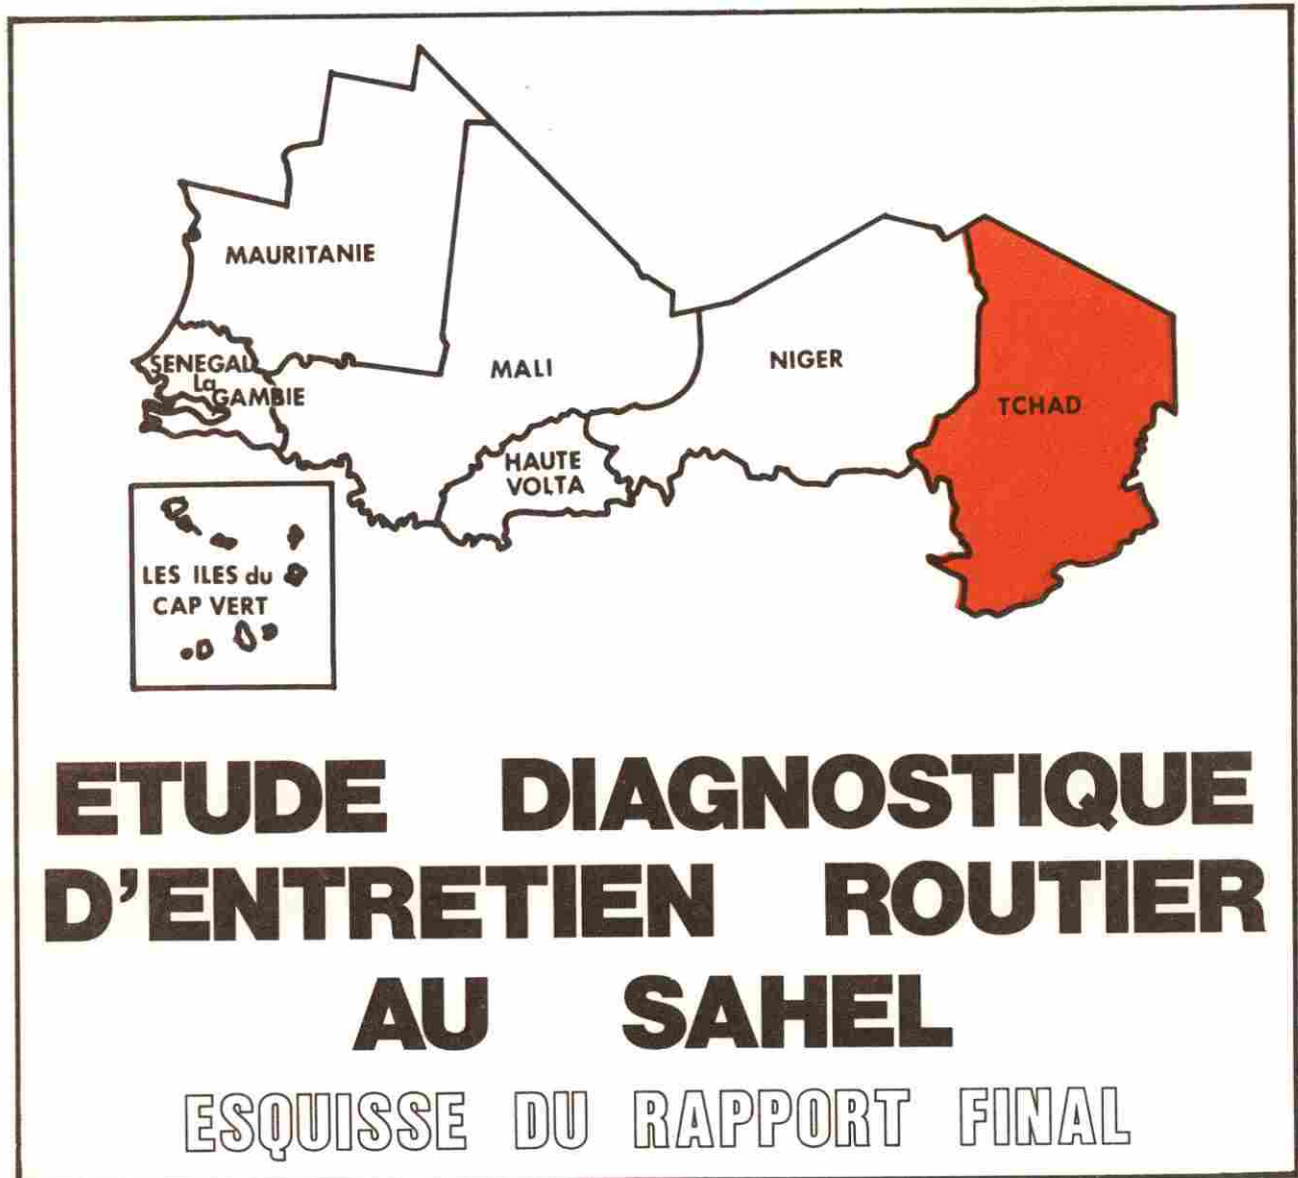 MAURITANIE
SENEGAL
La
GAMBIE
MALI
NIGER
TCHAD
HAUTE
VOLTA
LES ILES du
CAP VERT
ETUDE DIAGNOSTIQUE
D'ENTRETIEN ROUTIER
AU SAHEL
ESQUISSE DU RAPPORT FINAL